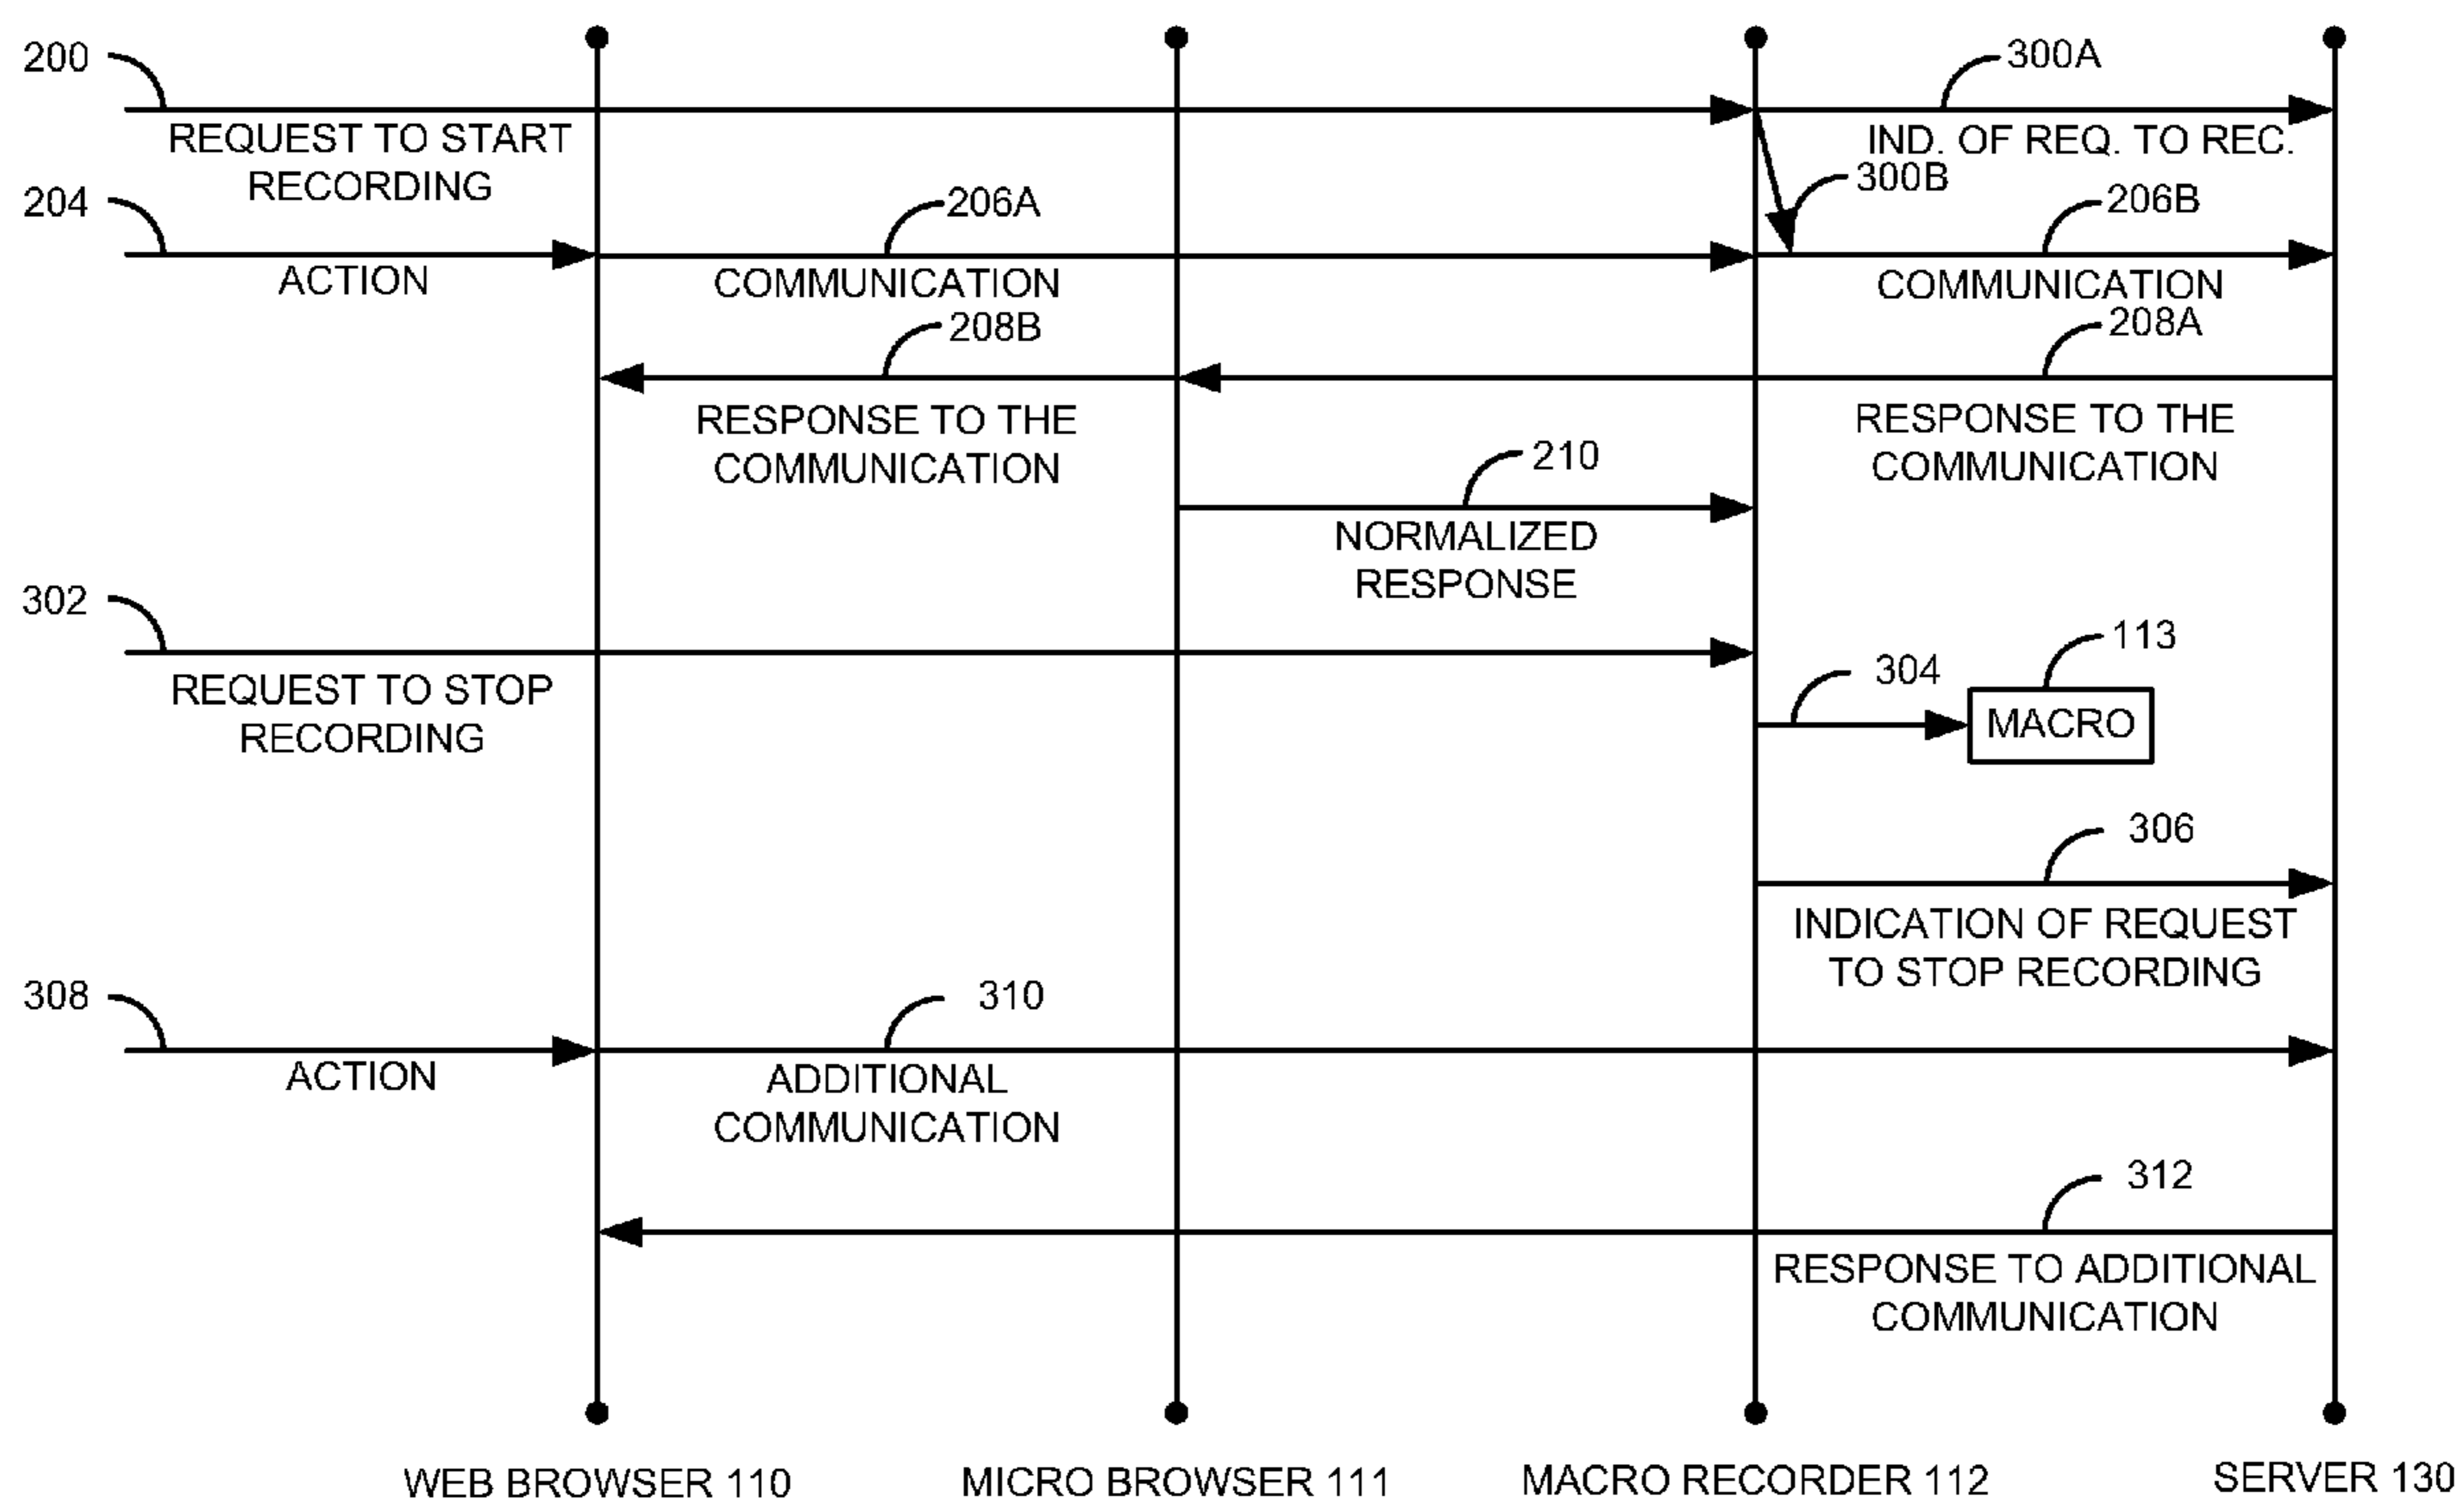 200
300A
REQUEST TO START
RECORDING
IND. OF REQ. TO REC.
300B
204
206A
206B
ACTION
COMMUNICATION
COMMUNICATION
208B
208A
RESPONSE TO THE
COMMUNICATION
RESPONSE TO THE
COMMUNICATION
210
NORMALIZED
RESPONSE
302
REQUEST TO STOP
RECORDING
113
304
MACRO
306
INDICATION OF REQUEST
TO STOP RECORDING
308
310
ACTION
ADDITIONAL
COMMUNICATION
312
RESPONSE TO ADDITIONAL
COMMUNICATION
WEB BROWSER 110
MICRO BROWSER 111
MACRO RECORDER 112
SERVER 130